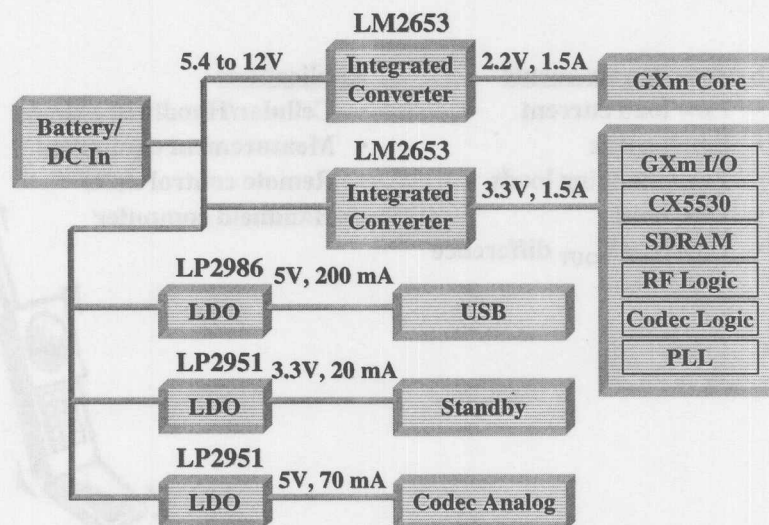 LM2653
5.4 to 12V
Integrated
Converter
2.2V, 1.5A
GXm Core
Battery/
DC In
LM2653
Integrated
Converter
3.3V, 1.5A
GXm I/O
CX5530
SDRAM
RF Logic
Codec Logic
PLL
LP2986
LDO
5V, 200 mA
USB
LP2951
LDO
3.3V, 20 mA
Standby
LP2951
LDO
5V, 70 mA
Codec Analog